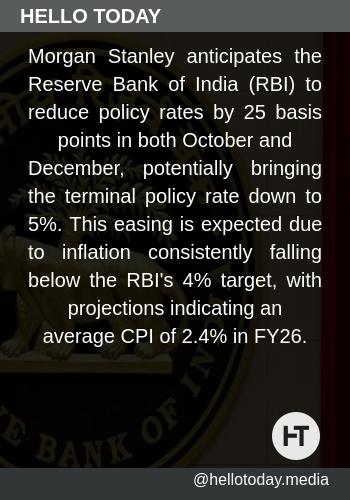 HELLO TODAY
Morgan Stanley anticipates the
Reserve Bank of India (RBI) to
reduce policy rates by 25 basis
points in both October and
December, potentially bringing
the terminal policy rate down to
5%. This easing is expected due
to inflation consistently falling
below the RBI's 4% target, with
projections indicating an
average CPI of 2.4% in FY26.
VE BANK OF IN
HT
@hellotoday.media